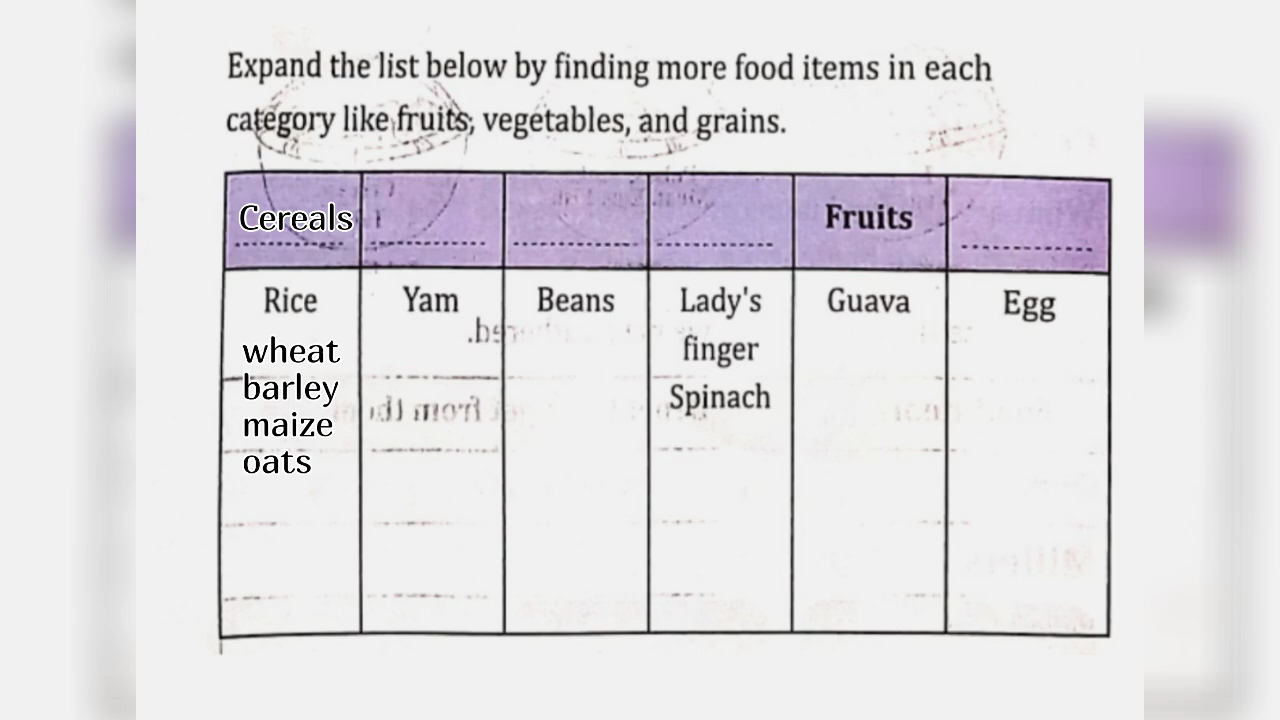 Expand the list below by finding more food items in each
category like fruits, vegetables, and grains.
Cereals
Fruits
Rice
wheat
barley
maize
oats
Yam
Beans
Lady's
finger
Spinach
Guava
Egg